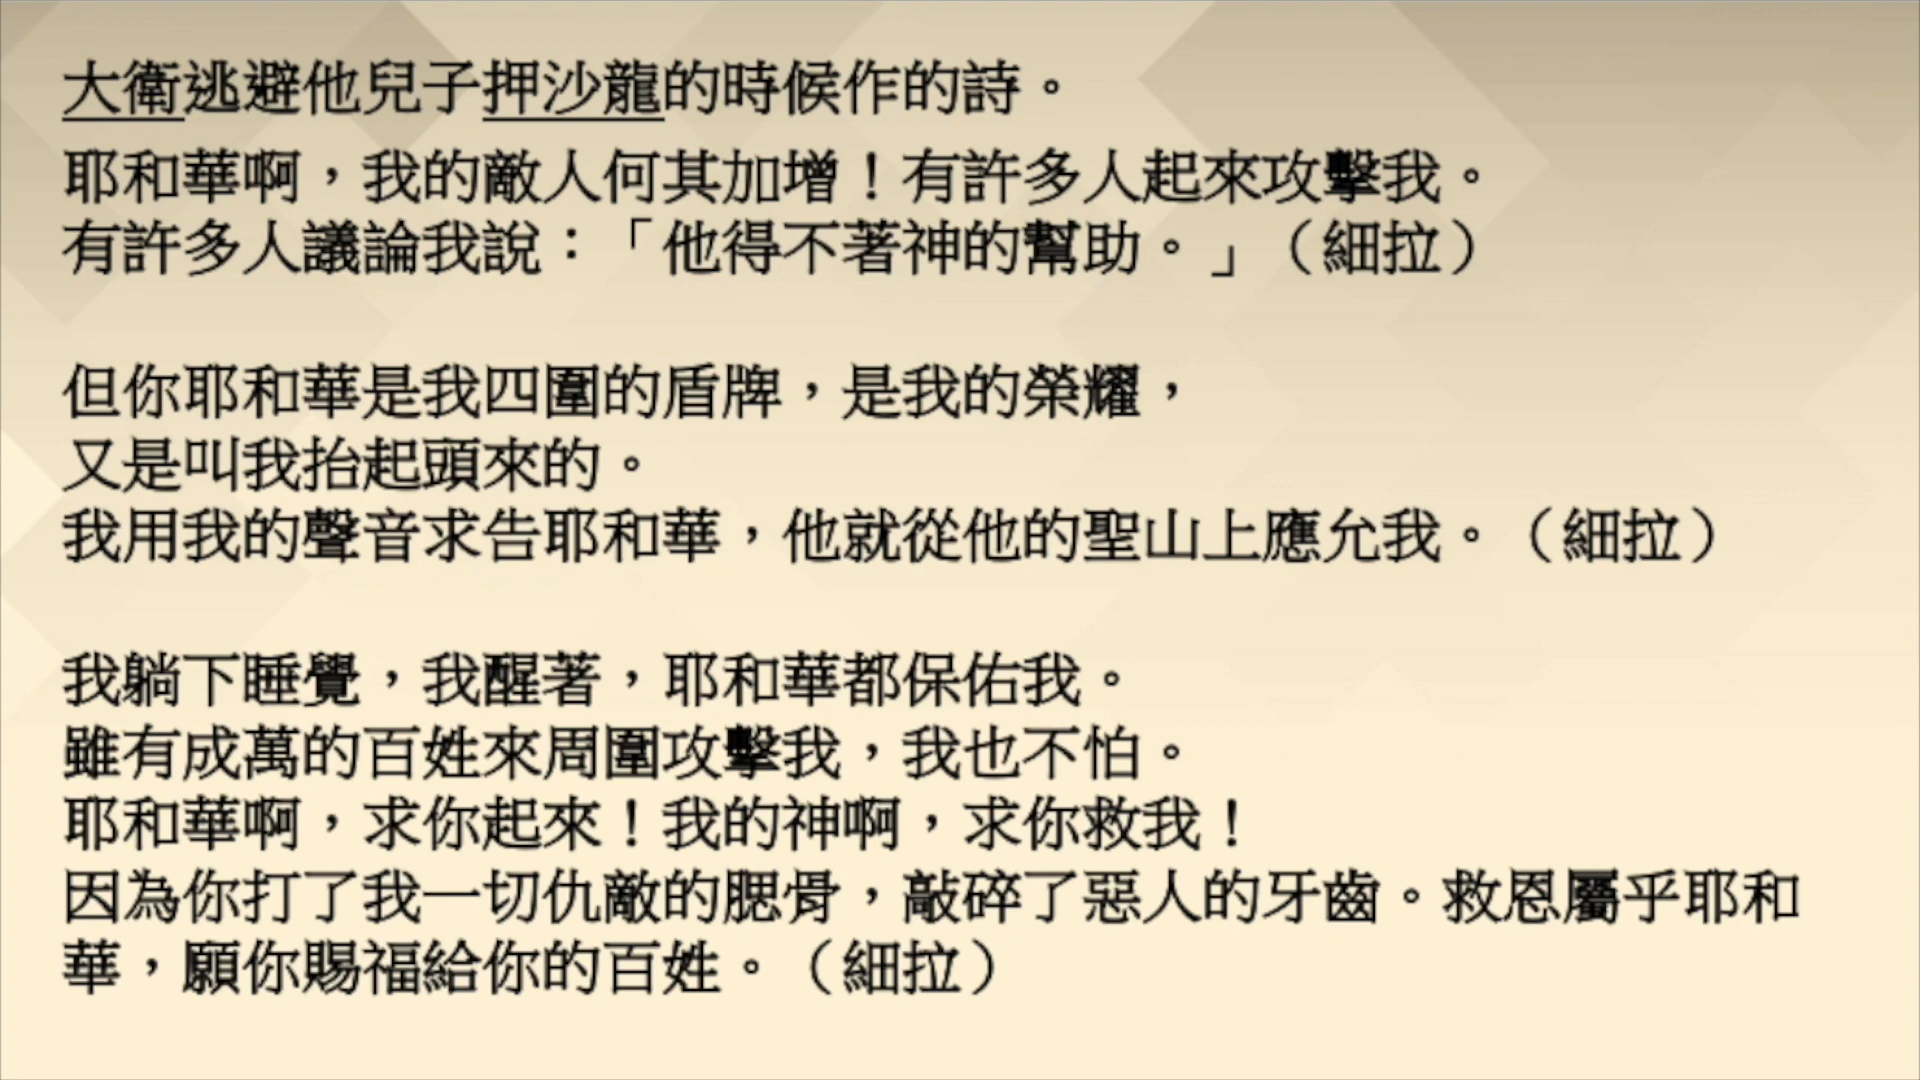 大衛逃避他兒子押沙龍的時候作的詩。
耶和華啊，我的敵人何其加增！有許多人起來攻擊我。
有許多人議論我說：「他得不著神的幫助。」（細拉）
但你耶和華是我四圍的盾牌，是我的榮耀，
又是叫我抬起頭來的。
我用我的聲音求告耶和華，他就從他的聖山上應允我。（細拉）
我躺下睡覺，我醒著，耶和華都保佑我。
雖有成萬的百姓來周圍攻擊我，我也不怕。
耶和華啊，求你起來！我的神啊，求你救我！
因為你打了我一切仇敵的腮骨，敲碎了惡人的牙齒。救恩屬乎耶和
華，願你賜福給你的百姓。（細拉）